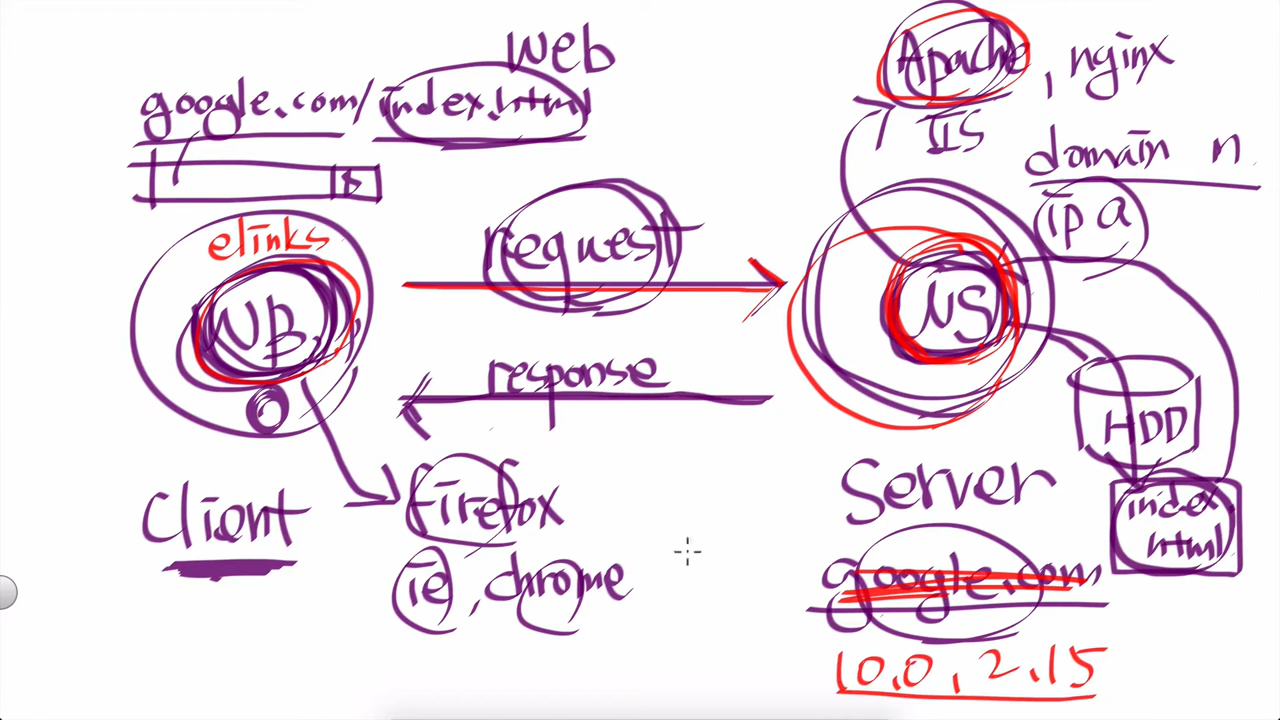 Web
google.com/index.html
elinks
WB
request
response
Client
firefox
ie, chrome
Apache, nginx
IIS
domain n
ip a
WS
HDD
index
html
Server
google.com
10.0.2.15